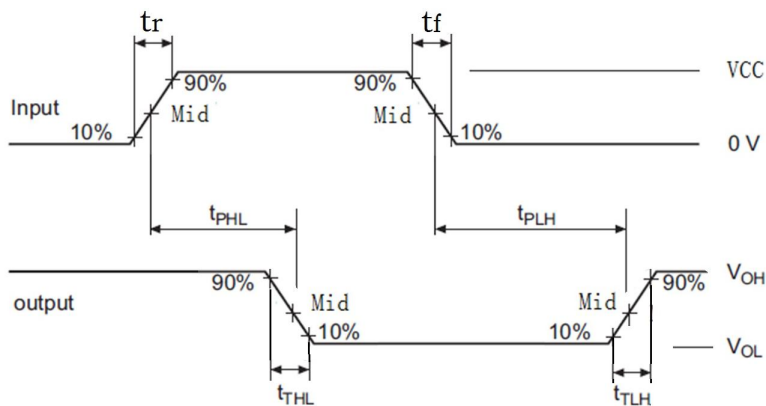 tr tf
90% 90% VCC
Input Mid Mid
10% 10% 0 V
tPHL tPLH
90% 90% VOH
output Mid Mid
10% 10% VOL
tTHL tTLH